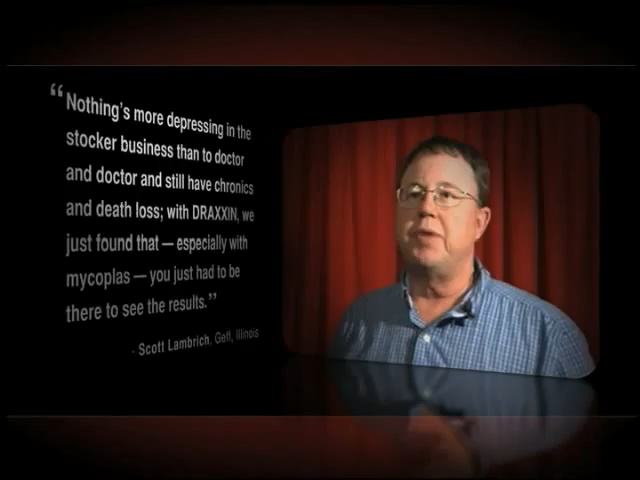 “Nothing’s more depressing in the
stocker business than to doctor
and doctor and still have chronics
and death loss; with DRAXXIN, we
just found that — especially with
mycoplas — you just had to be
there to see the results.”
- Scott Lambrich, Geff, Illinois